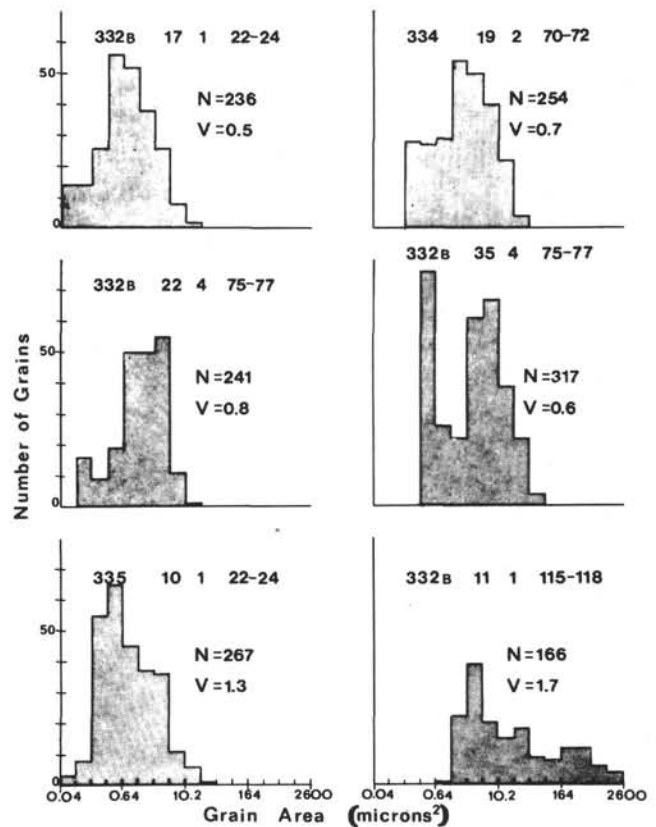 332B 17 1 22-24
N=236
V=0.5
50
0
334 19 2 70-72
N=254
V=0.7
332B 22 4 75-77
N=241
V=0.8
50
0
332B 35 4 75-77
N=317
V=0.6
335 10 1 22-24
N=267
V=1.3
50
0
332B 11 1 115-118
N=166
V=1.7
Number of Grains
0.04 0.64 10.2 164 2600
0.04 0.64 10.2 164 2600
Grain Area (microns²)